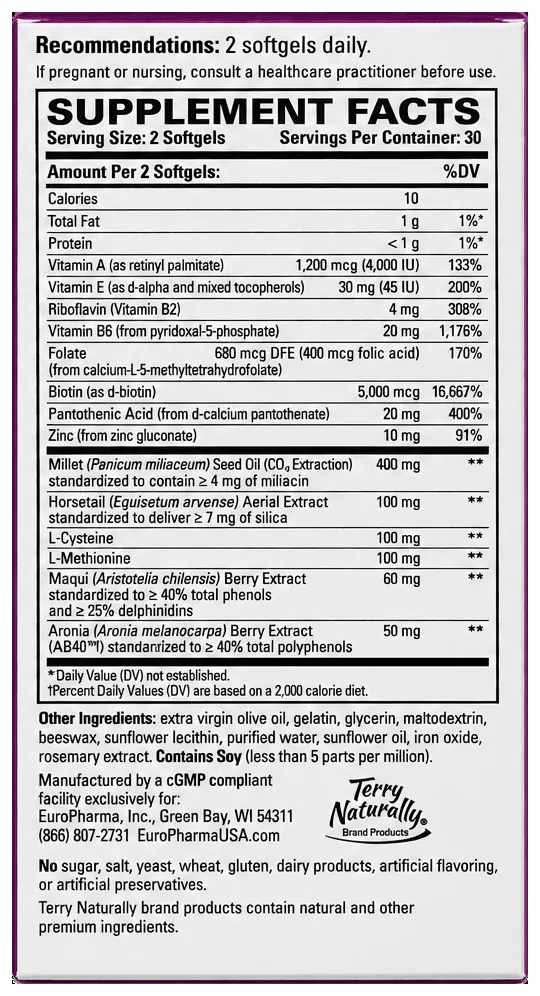 Recommendations: 2 softgels daily.
If pregnant or nursing, consult a healthcare practitioner before use.
SUPPLEMENT FACTS
Serving Size: 2 Softgels Servings Per Container: 30
Amount Per 2 Softgels: %DV
Calories 10
Total Fat 1 g 1%*
Protein < 1 g 1%*
Vitamin A (as retinyl palmitate) 1,200 mcg (4,000 IU) 133%
Vitamin E (as d-alpha and mixed tocopherols) 30 mg (45 IU) 200%
Riboflavin (Vitamin B2) 4 mg 308%
Vitamin B6 (from pyridoxal-5-phosphate) 20 mg 1,176%
Folate 680 mcg DFE (400 mcg folic acid) 170%
(from calcium-L-5-methyltetrahydrofolate)
Biotin (as d-biotin) 5,000 mcg 16,667%
Pantothenic Acid (from d-calcium pantothenate) 20 mg 400%
Zinc (from zinc gluconate) 10 mg 91%
Millet (Panicum miliaceum) Seed Oil (CO₂ Extraction) 400 mg **
standardized to contain ≥ 4 mg of miliacin
Horsetail (Equisetum arvense) Aerial Extract 100 mg **
standardized to deliver ≥ 7 mg of silica
L-Cysteine 100 mg **
L-Methionine 100 mg **
Maqui (Aristotelia chilensis) Berry Extract 60 mg **
standardized to ≥ 40% total phenols
and ≥ 25% delphinidins
Aronia (Aronia melanocarpa) Berry Extract 50 mg **
(AB40™) standarrized to ≥ 40% total polyphenols
*Daily Value (DV) not established.
†Percent Daily Values (DV) are based on a 2,000 calorie diet.
Other Ingredients: extra virgin olive oil, gelatin, glycerin, maltodextrin,
beeswax, sunflower lecithin, purified water, sunflower oil, iron oxide,
rosemary extract. Contains Soy (less than 5 parts per million).
Manufactured by a cGMP compliant
facility exclusively for:
EuroPharma, Inc., Green Bay, WI 54311
(866) 807-2731 EuroPharmaUSA.com
Terry
Naturally®
Brand Products
No sugar, salt, yeast, wheat, gluten, dairy products, artificial flavoring,
or artificial preservatives.
Terry Naturally brand products contain natural and other
premium ingredients.